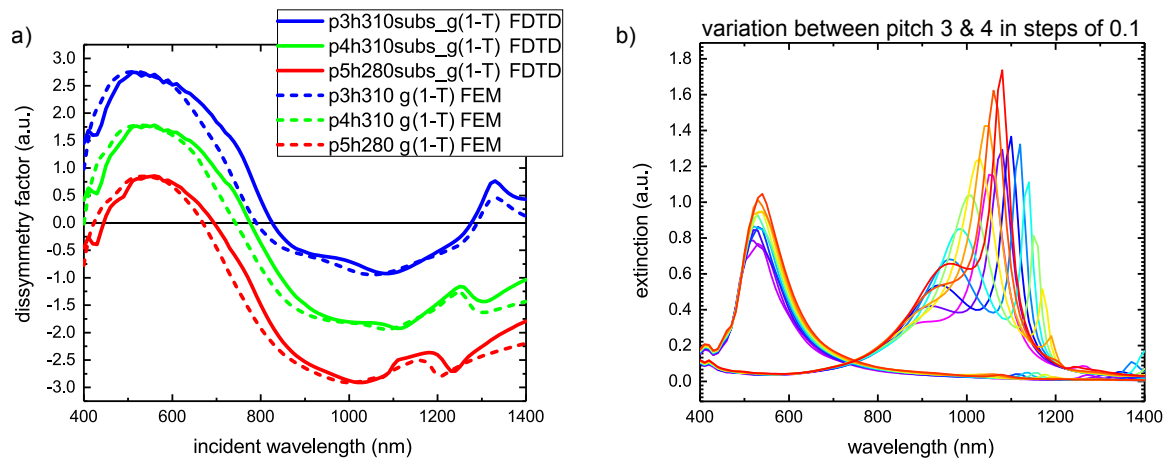 a)
p3h310subs_g(1-T) FDTD
p4h310subs_g(1-T) FDTD
p5h280subs_g(1-T) FDTD
p3h310 g(1-T) FEM
p4h310 g(1-T) FEM
p5h280 g(1-T) FEM
dissymetry factor (a.u.)
3.0
2.5
2.0
1.5
1.0
0.5
0.0
-0.5
-1.0
-1.5
-2.0
-2.5
-3.0
400 600 800 1000 1200 1400
incident wavelength (nm)
b)
variation between pitch 3 & 4 in steps of 0.1
extinction (a.u.)
1.8
1.6
1.4
1.2
1.0
0.8
0.6
0.4
0.2
0.0
400 600 800 1000 1200 1400
wavelength (nm)